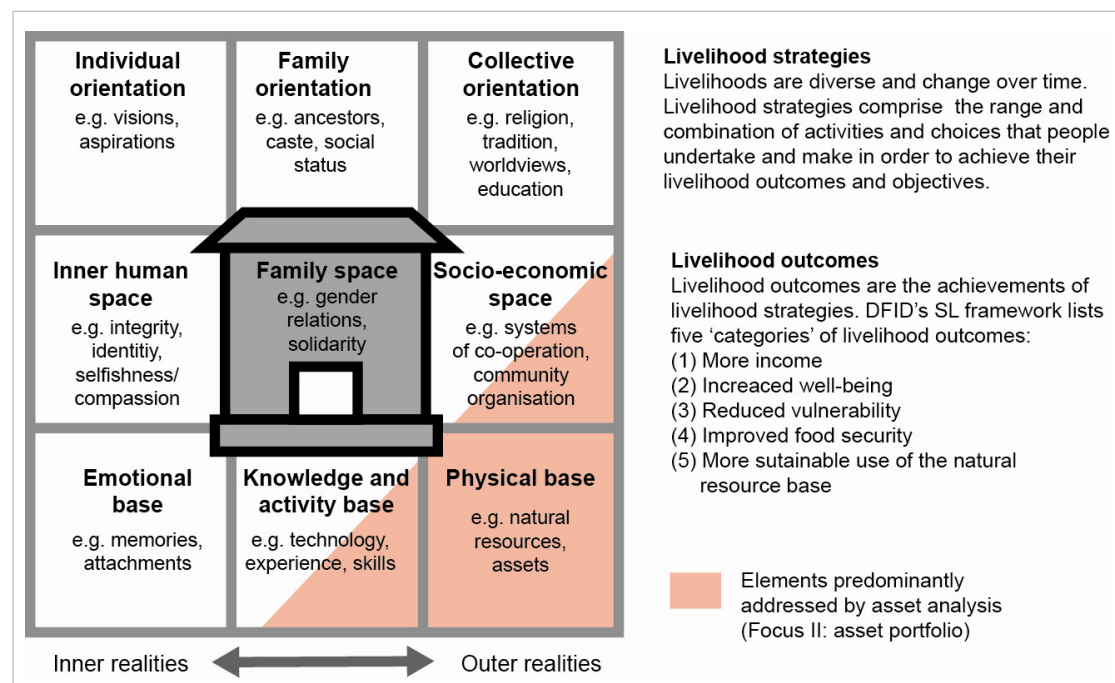 Individual
orientation
e.g. visions,
aspirations
Family
orientation
e.g. ancestors,
caste, social
status
Collective
orientation
e.g. religion,
tradition,
worldviews,
education
Inner human
space
e.g. integrity,
identitiy,
selfishness/
compassion
Family space
e.g. gender
relations,
solidarity
Socio-economic
space
e.g. systems
of co-operation,
community
organisation
Emotional
base
e.g. memories,
attachments
Knowledge and
activity base
e.g. technology,
experience, skills
Physical base
e.g. natural
resources,
assets
Inner realities
Outer realities
Livelihood strategies
Livelihoods are diverse and change over time.
Livelihood strategies comprise the range and
combination of activities and choices that people
undertake and make in order to achieve their
livelihood outcomes and objectives.
Livelihood outcomes
Livelihood outcomes are the achievements of
livelihood strategies. DFID's SL framework lists
five ‘categories’ of livelihood outcomes:
(1) More income
(2) Increaced well-being
(3) Reduced vulnerability
(4) Improved food security
(5) More sutainable use of the natural
resource base
Elements predominantly
addressed by asset analysis
(Focus II: asset portfolio)